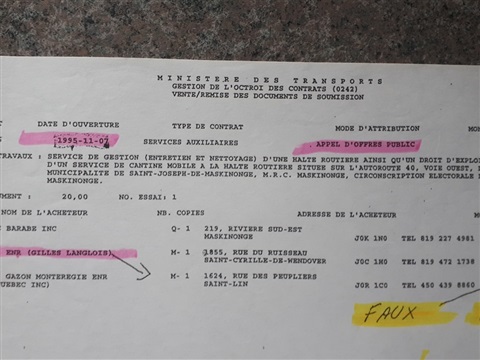 MINISTERE DES TRANSPORTS
GESTION DE L'OCTROI DES CONTRATS (0242)
VENTE/REMISE DES DOCUMENTS DE SOUMISSION
DATE D'OUVERTURE TYPE DE CONTRAT MODE D'ATTRIBUTION
1995-11-07 SERVICES AUXILIAIRES APPEL D'OFFRES PUBLIC
TRAVAUX : SERVICE DE GESTION (ENTRETIEN ET NETTOYAGE) D'UNE HALTE ROUTIERE AINSI QU'UN DROIT D'EXPLOI
D'UN SERVICE DE CANTINE MOBILE A LA HALTE ROUTIERE SITUEE SUR L'AUTOROUTE 40, VOIE OUEST,
MUNICIPALITE DE SAINT-JOSEPH-DE-MASKINONGE, M.R.C. MASKINONGE, CIRCONSCRIPTION ELECTORALE
MASKINONGE.
UMENT : 20,00 NO. ESSAI: 1
NOM DE L'ACHETEUR NB. COPIES ADRESSE DE L'ACHETEUR
BARABE INC Q- 1 219, RIVIERE SUD-EST
MASKINONGE J0K 1N0 TEL 819 227 4981
ENR (GILLES LANGLOIS) M- 1 1855, RUE DU RUISSEAU
SAINT-CYRILLE-DE-WENDOVER J0C 1H0 TEL 819 472 1738
GAZON MONTEREGIE ENR M- 1 1624, RUE DES PEUPLIERS
UEBEC INC) SAINT-LIN J0R 1C0 TEL 450 439 8860
FAUX